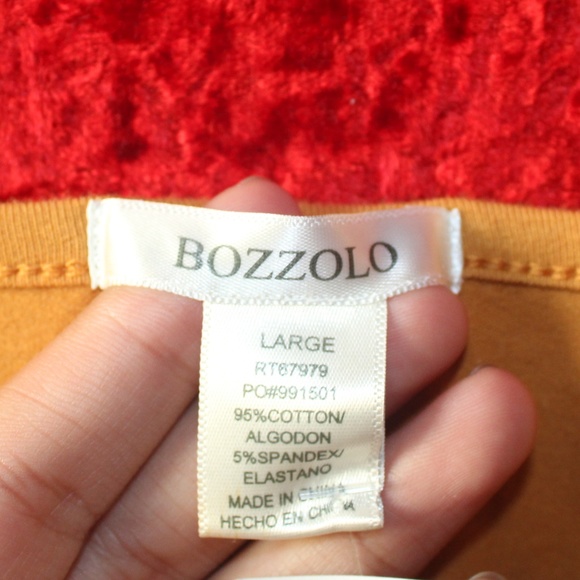 BOZZOLO
LARGE
RT67979
PO#991501
95%COTTON/
ALGODON
5%SPANDEX/
ELASTANO
MADE IN CHINA
HECHO EN CHINA